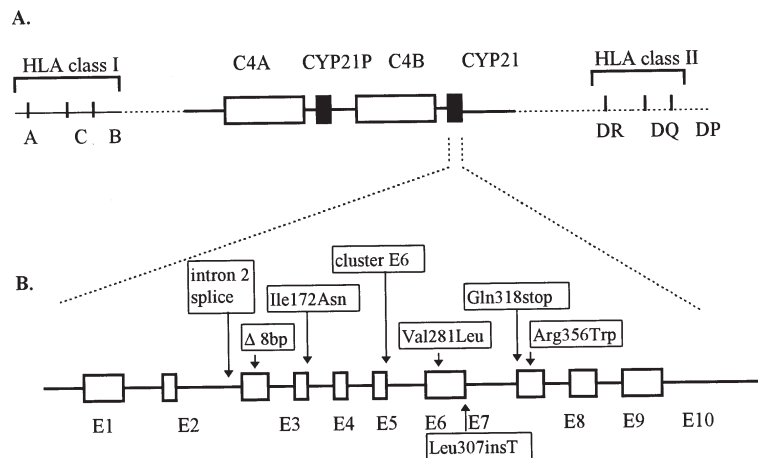 A.
HLA class I
C4A CYP21P C4B CYP21
HLA class II
A C B
DR DQ DP
B.
intron 2
splice
Δ 8bp
Ile172Asn
cluster E6
Val281Leu
Gln318stop
Arg356Trp
E1 E2 E3 E4 E5 E6 E7 E8 E9 E10
Leu307insT